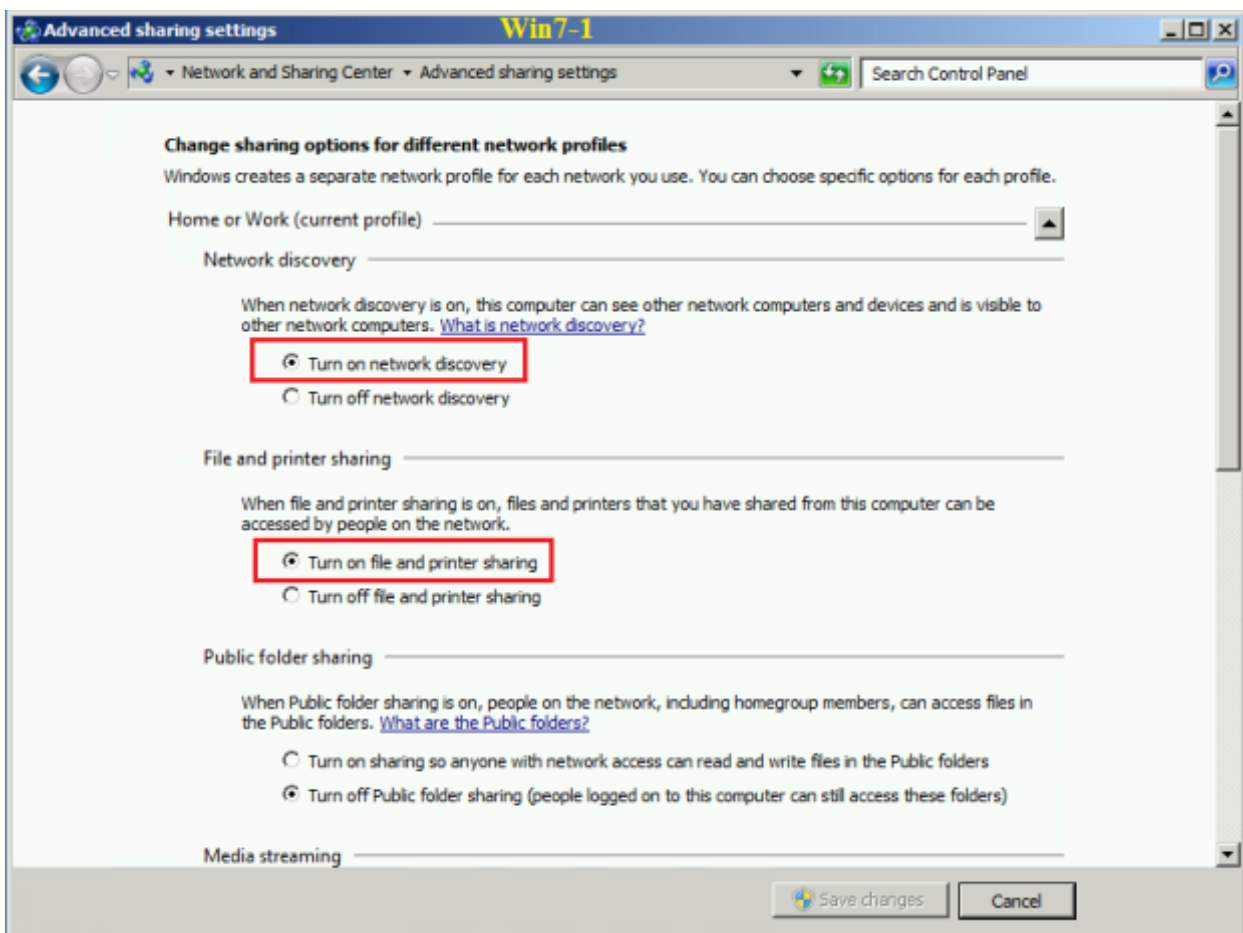 Advanced sharing settings
Win7-1
Network and Sharing Center Advanced sharing settings
Search Control Panel
Change sharing options for different network profiles
Windows creates a separate network profile for each network you use. You can choose specific options for each profile.
Home or Work (current profile)
Network discovery
When network discovery is on, this computer can see other network computers and devices and is visible to
other network computers. What is network discovery?
Turn on network discovery
Turn off network discovery
File and printer sharing
When file and printer sharing is on, files and printers that you have shared from this computer can be
accessed by people on the network.
Turn on file and printer sharing
Turn off file and printer sharing
Public folder sharing
When Public folder sharing is on, people on the network, including homegroup members, can access files in
the Public folders. What are the Public folders?
Turn on sharing so anyone with network access can read and write files in the Public folders
Turn off Public folder sharing (people logged on to this computer can still access these folders)
Media streaming
Save changes
Cancel